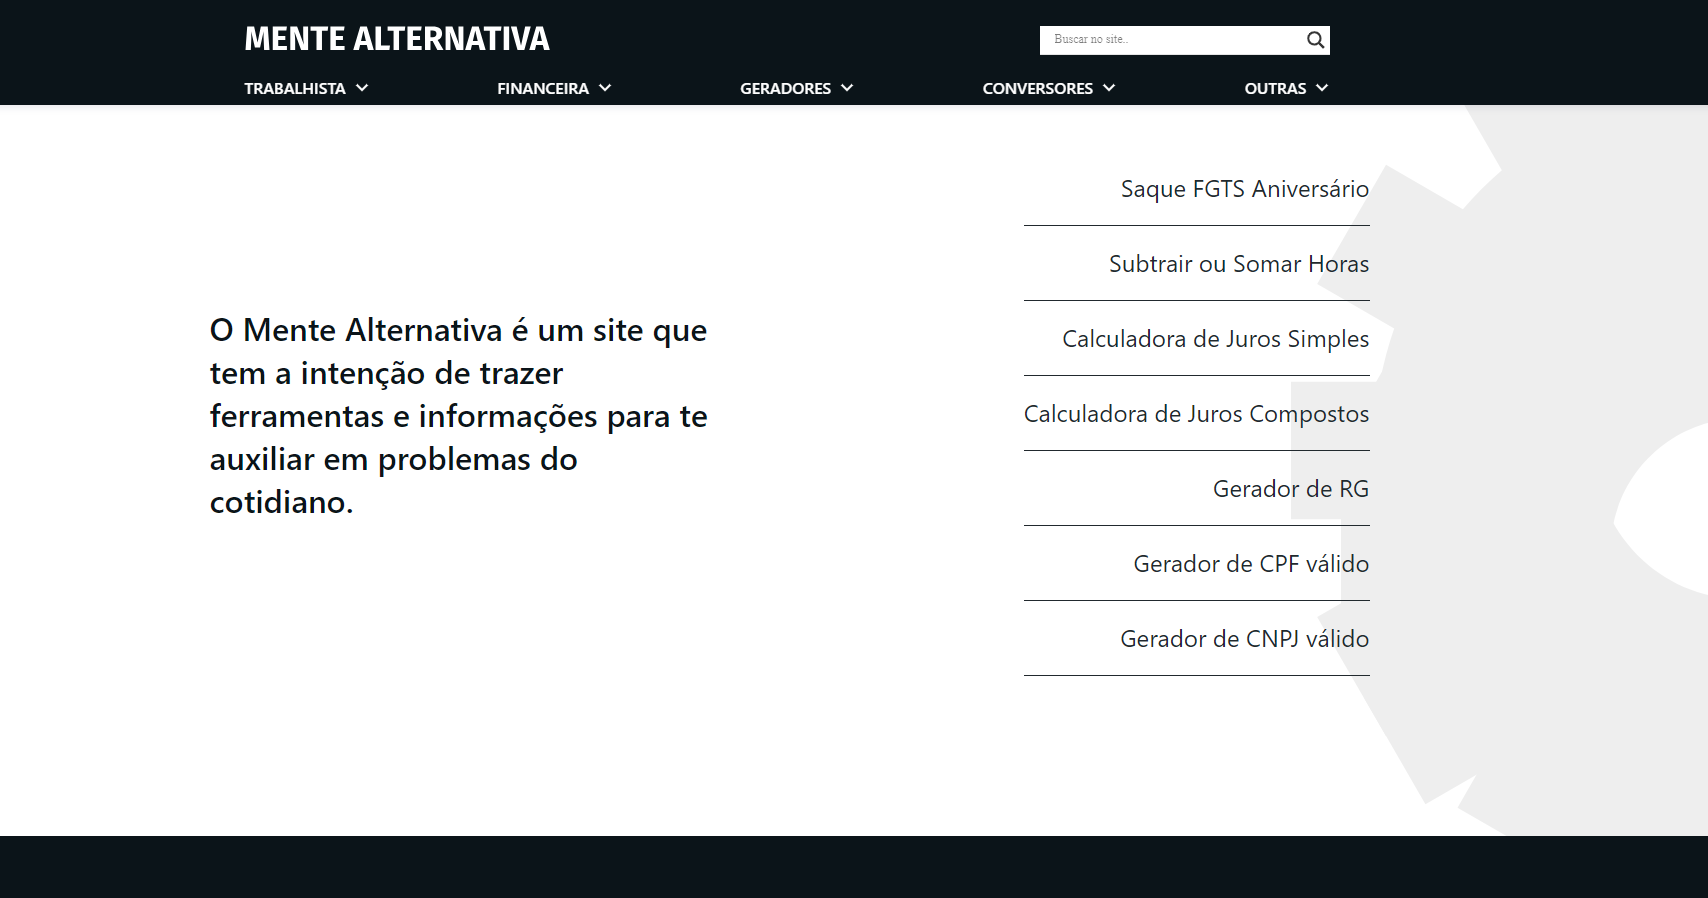 MENTE ALTERNATIVA
Buscar no site..
TRABALHISTA
FINANCEIRA
GERADORES
CONVERSORES
OUTRAS
O Mente Alternativa é um site que
tem a intenção de trazer
ferramentas e informações para te
auxiliar em problemas do
cotidiano.
Saque FGTS Aniversário
Subtrair ou Somar Horas
Calculadora de Juros Simples
Calculadora de Juros Compostos
Gerador de RG
Gerador de CPF válido
Gerador de CNPJ válido